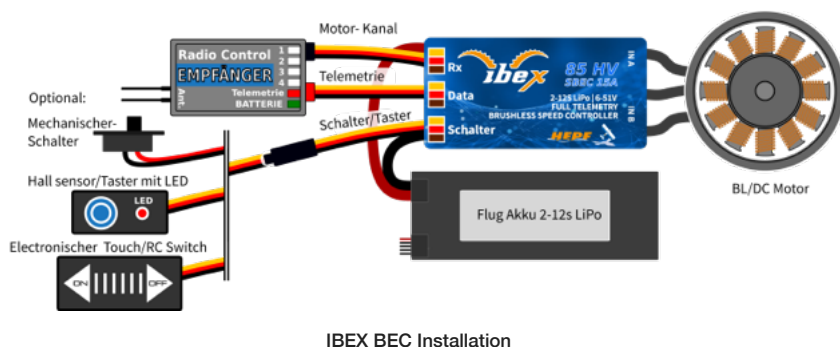 Motor- Kanal
Radio Control
1
2
3
4
EMPFÄNGER
Ant.
Telemetrie
BATTERIE
Telemetrie
Optional:
Mechanischer-
Schalter
Schalter/Taster
Rx
Data
Schalter
ibex
85 HV
SBEC 15A
2-12S LiPo | 6-51V
FULL TELEMETRY
BRUSHLESS SPEED CONTROLLER
HEPF
IN A
IN B
BL/DC Motor
Hall sensor/Taster mit LED
LED
Flug Akku 2-12s LiPo
Electronischer Touch/RC Switch
ON
OFF
IBEX BEC Installation